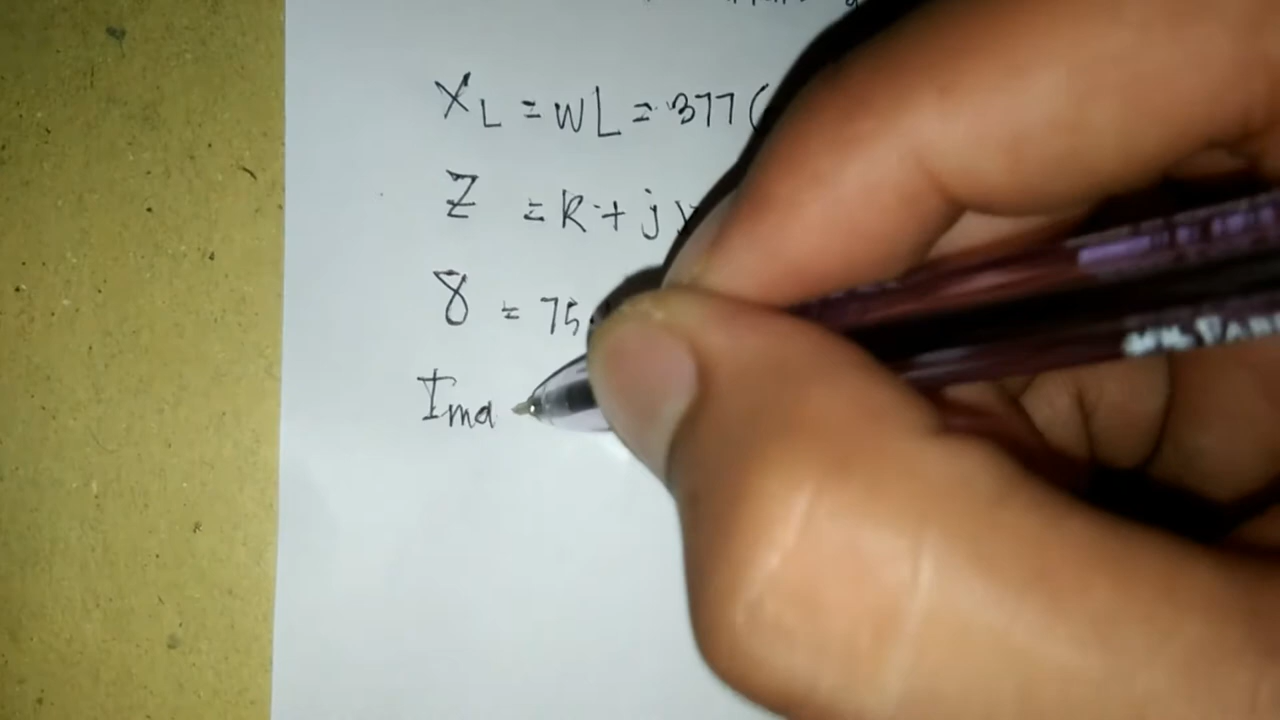 XL = WL = 377 (
Z = R + j
8 = 75
Ima